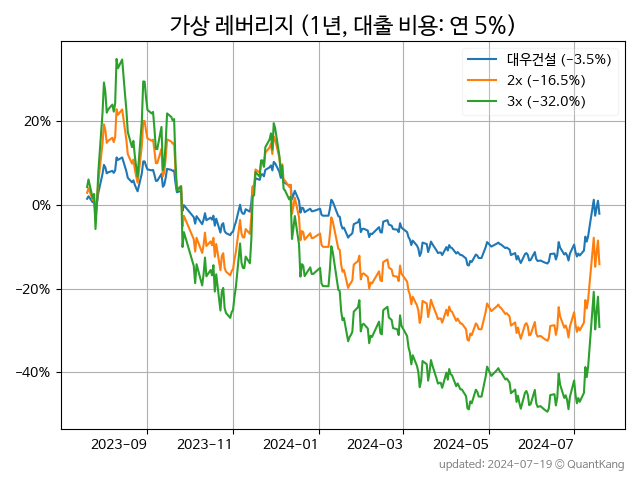 가상 레버리지 (1년, 대출 비용: 연 5%)
대우건설 (−3.5%)
2x (−16.5%)
3x (−32.0%)
20%
0%
−20%
−40%
2023-09 2023-11 2024-01 2024-03 2024-05 2024-07
updated: 2024-07-19 © QuantKang